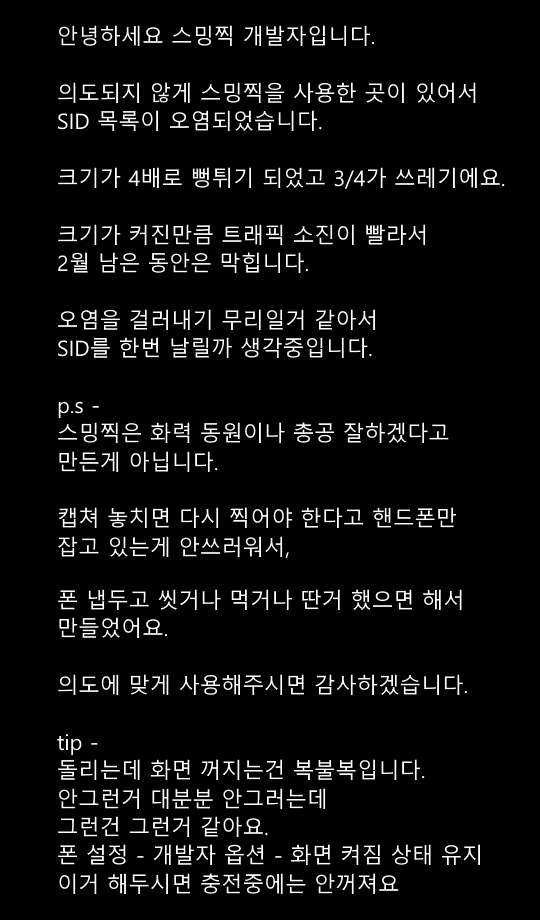 안녕하세요 스밍찍 개발자입니다.
의도되지 않게 스밍찍을 사용한 곳이 있어서
SID 목록이 오염되었습니다.
크기가 4배로 뻥튀기 되었고 3/4가 쓰레기에요.
크기가 커진만큼 트래픽 소진이 빨라서
2월 남은 동안은 막힙니다.
오염을 걸러내기 무리일거 같아서
SID를 한번 날릴까 생각중입니다.
p.s -
스밍찍은 화력 동원이나 총공 잘하겠다고
만든게 아닙니다.
캡쳐 놓치면 다시 찍어야 한다고 핸드폰만
잡고 있는게 안쓰러워서,
폰 냅두고 씻거나 먹거나 딴거 했으면 해서
만들었어요.
의도에 맞게 사용해주시면 감사하겠습니다.
tip -
돌리는데 화면 꺼지는건 복불복입니다.
안그런거 대분분 안그러는데
그런건 그런거 같아요.
폰 설정 - 개발자 옵션 - 화면 켜짐 상태 유지
이거 해두시면 충전중에는 안꺼져요